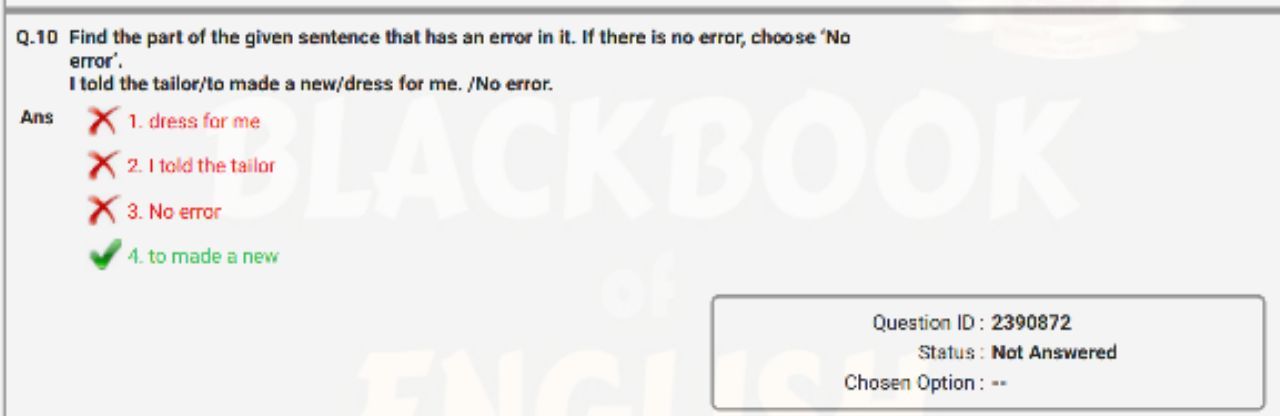 Q.10 Find the part of the given sentence that has an error in it. If there is no error, choose 'No
error'.
I told the tailor/to made a new/dress for me. /No error.
Ans 1. dress for me
2. I told the tailor
3. No error
4. to made a new
BLACKBOOK
of
ENGLISH
Question ID : 2390872
Status : Not Answered
Chosen Option : --